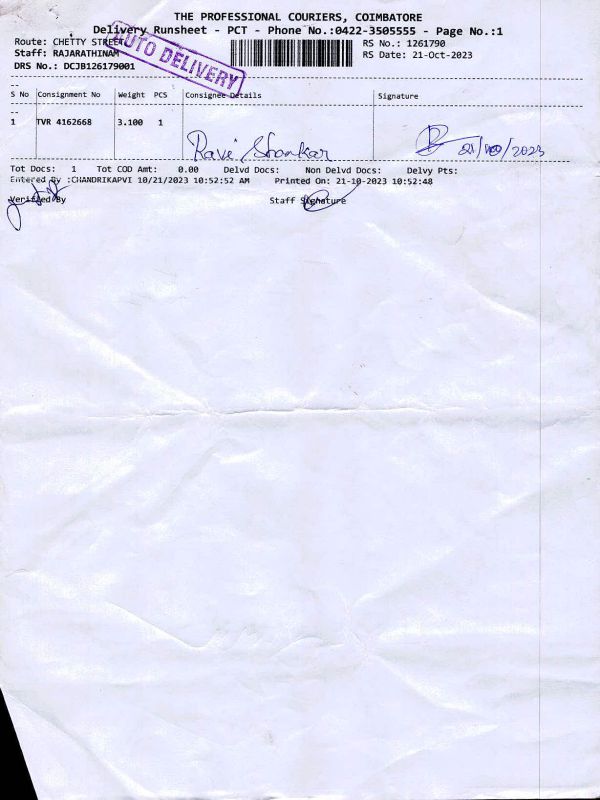 THE PROFESSIONAL COURIERS, COIMBATORE
Delivery Runsheet - PCT - Phone No.:0422-3505555 - Page No.:1
Route: CHETTY STREET
RS No.: 1261790
AUTO DELIVERY
Staff: RAJARATHINAM
RS Date: 21-Oct-2023
DRS No.: DCJB126179001
S No Consignment No Weight PCS Consignee Details Signature
1 TVR 4162668 3.100 1
Ravi Shankar
21/10/2023
Tot Docs: 1 Tot COD Amt: 0.00 Delvd Docs: Non Delvd Docs: Delvy Pts:
Entered By :CHANDRIKAPVI 10/21/2023 10:52:52 AM Printed On: 21-10-2023 10:52:48
Verified By Staff Signature